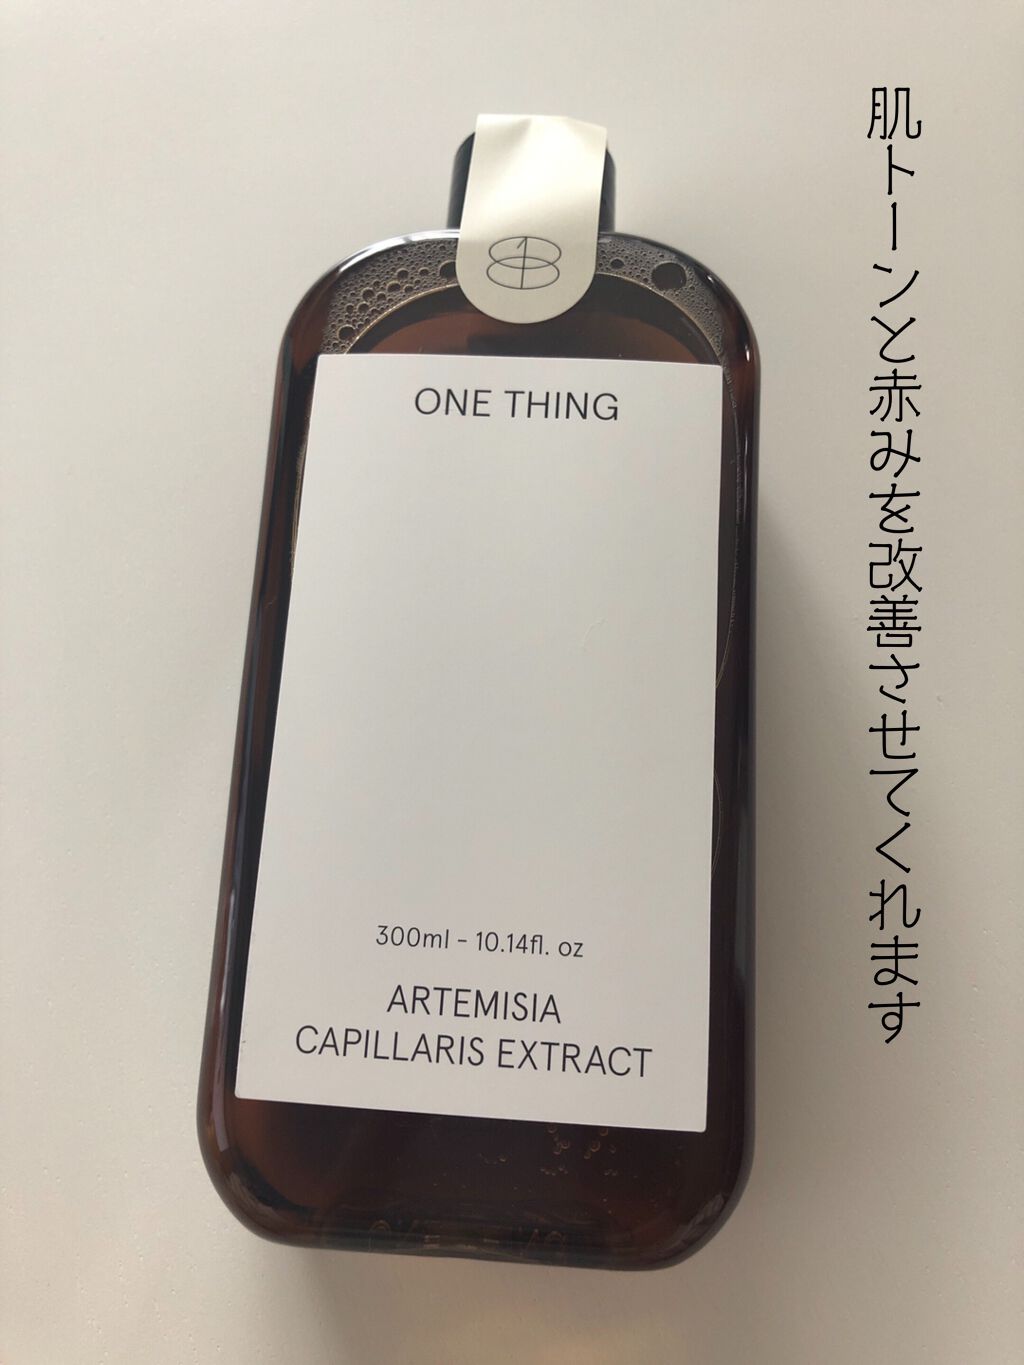 肌トーンと赤みを改善させてくれます
ONE THING
300ml - 10.14fl. oz
ARTEMISIA
CAPILLARIS EXTRACT